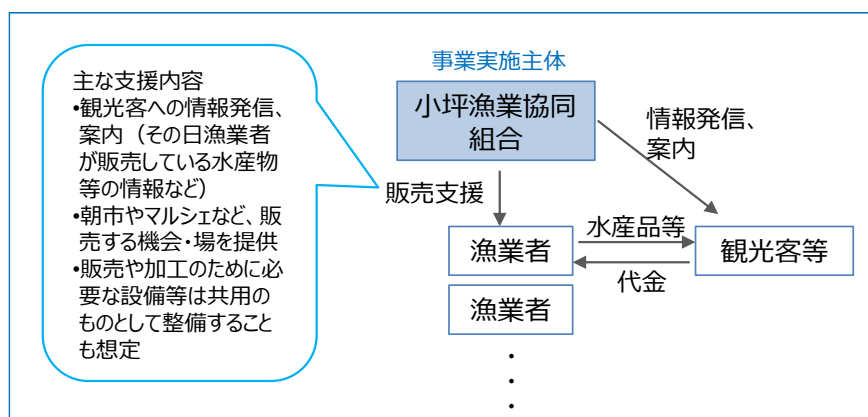 主な支援内容
•観光客への情報発信、
案内（その日漁業者
が販売している水産物
等の情報など）
•朝市やマルシェなど、販
売する機会・場を提供
•販売や加工のために必
要な設備等は共用の
ものとして整備すること
も想定
事業実施主体
小坪漁業協同
組合
情報発信、
案内
販売支援
漁業者
水産品等
代金
観光客等
漁業者
・
・
・